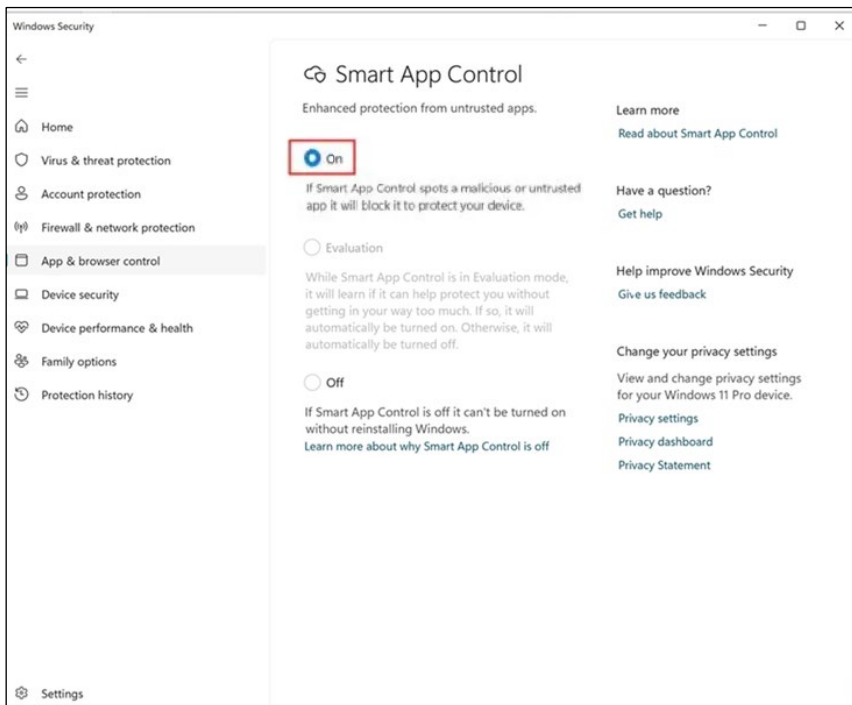 Windows Security
Home
Virus & threat protection
Account protection
Firewall & network protection
App & browser control
Device security
Device performance & health
Family options
Protection history
Settings
Smart App Control
Enhanced protection from untrusted apps.
On
If Smart App Control spots a malicious or untrusted
app it will block it to protect your device.
Evaluation
While Smart App Control is in Evaluation mode,
it will learn if it can help protect you without
getting in your way too much. If so, it will
automatically be turned on. Otherwise, it will
automatically be turned off.
Off
If Smart App Control is off it can't be turned on
without reinstalling Windows.
Learn more about why Smart App Control is off
Learn more
Read about Smart App Control
Have a question?
Get help
Help improve Windows Security
Give us feedback
Change your privacy settings
View and change privacy settings
for your Windows 11 Pro device.
Privacy settings
Privacy dashboard
Privacy Statement